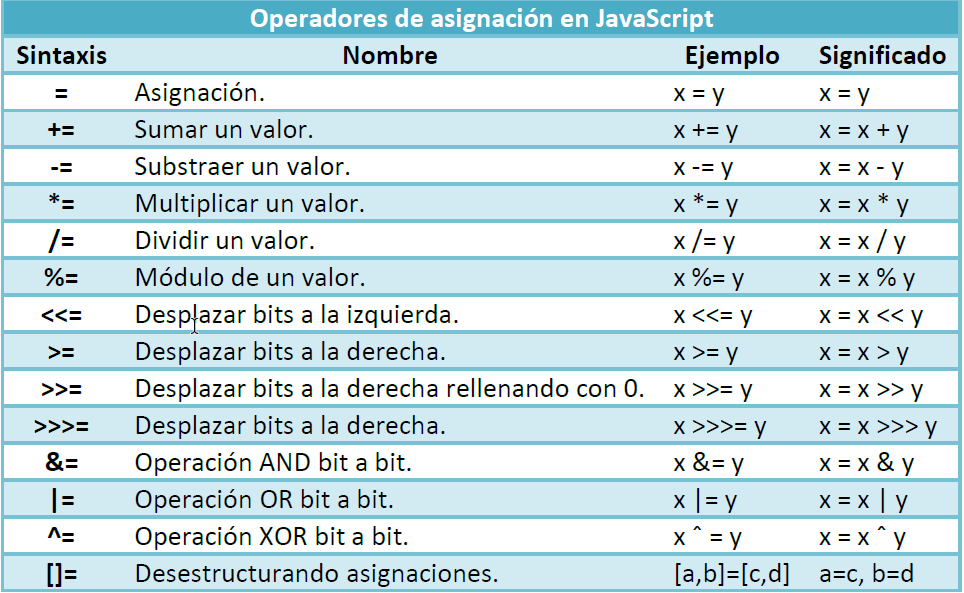 Operadores de asignación en JavaScript
Sintaxis Nombre Ejemplo Significado
= Asignación. x = y x = y
+= Sumar un valor. x += y x = x + y
-= Substraer un valor. x -= y x = x - y
*= Multiplicar un valor. x *= y x = x * y
/= Dividir un valor. x /= y x = x / y
%= Módulo de un valor. x %= y x = x % y
<<= Desplazar bits a la izquierda. x <<= y x = x << y
>= Desplazar bits a la derecha. x >= y x = x > y
>>= Desplazar bits a la derecha rellenando con 0. x >>= y x = x >> y
>>>= Desplazar bits a la derecha. x >>>= y x = x >>> y
&= Operación AND bit a bit. x &= y x = x & y
|= Operación OR bit a bit. x |= y x = x | y
^= Operación XOR bit a bit. x ˆ = y x = x ˆ y
[]= Desestructurando asignaciones. [a,b]=[c,d] a=c, b=d